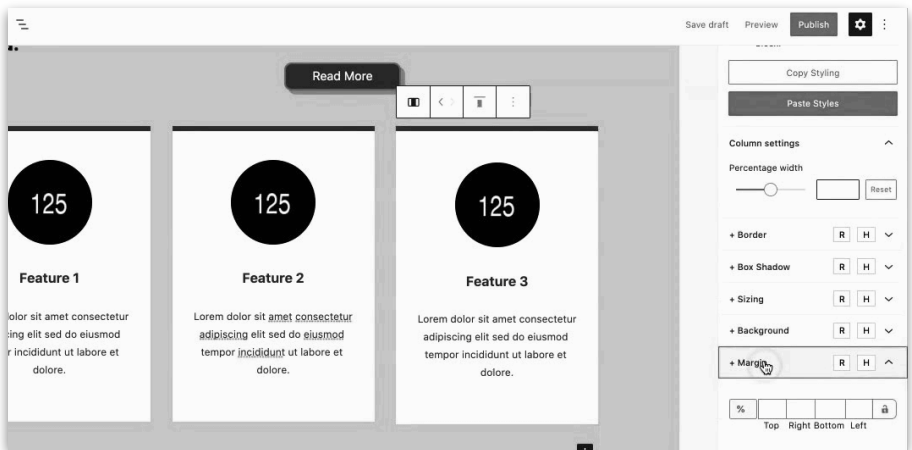 Save draft Preview Publish
Read More
Copy Styling
Paste Styles
Column settings
Percentage width
Reset
+ Border R H
+ Box Shadow R H
+ Sizing R H
+ Background R H
+ Margin R H
%
Top Right Bottom Left
125
Feature 1
dolor sit amet consectetur
cing elit sed do eiusmod
r incididunt ut labore et
dolore.
125
Feature 2
Lorem dolor sit amet consectetur
adipiscing elit sed do eiusmod
tempor incididunt ut labore et
dolore.
125
Feature 3
Lorem dolor sit amet consectetur
adipiscing elit sed do eiusmod
tempor incididunt ut labore et
dolore.